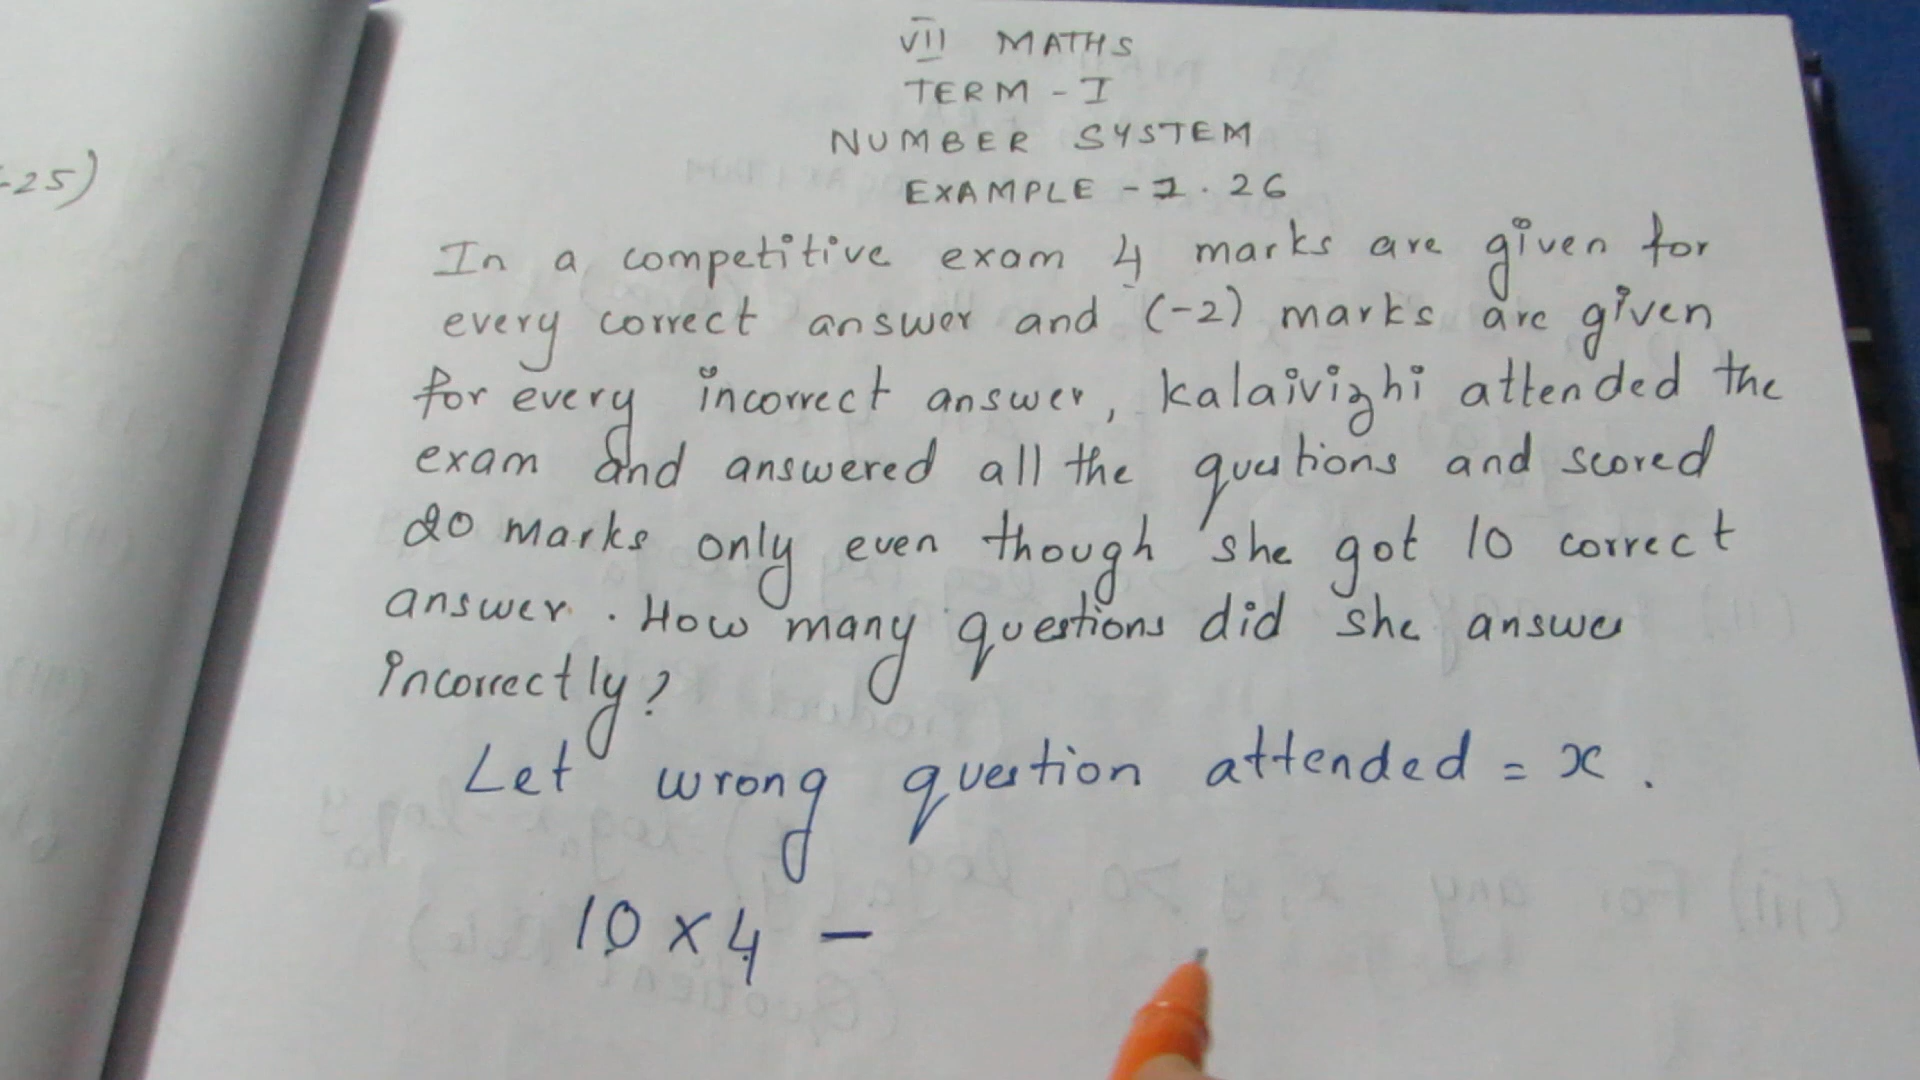 -25)
VII MATHS
TERM - I
NUMBER SYSTEM
EXAMPLE - 1.26
In a competitive exam 4 marks are given for
every correct answer and (-2) marks are given
for every incorrect answer, kalaivizhi attended the
exam and answered all the questions and scored
20 marks only even though she got 10 correct
answer. How many questions did she answer
incorrectly?
Let wrong question attended = x.
10 x 4 -